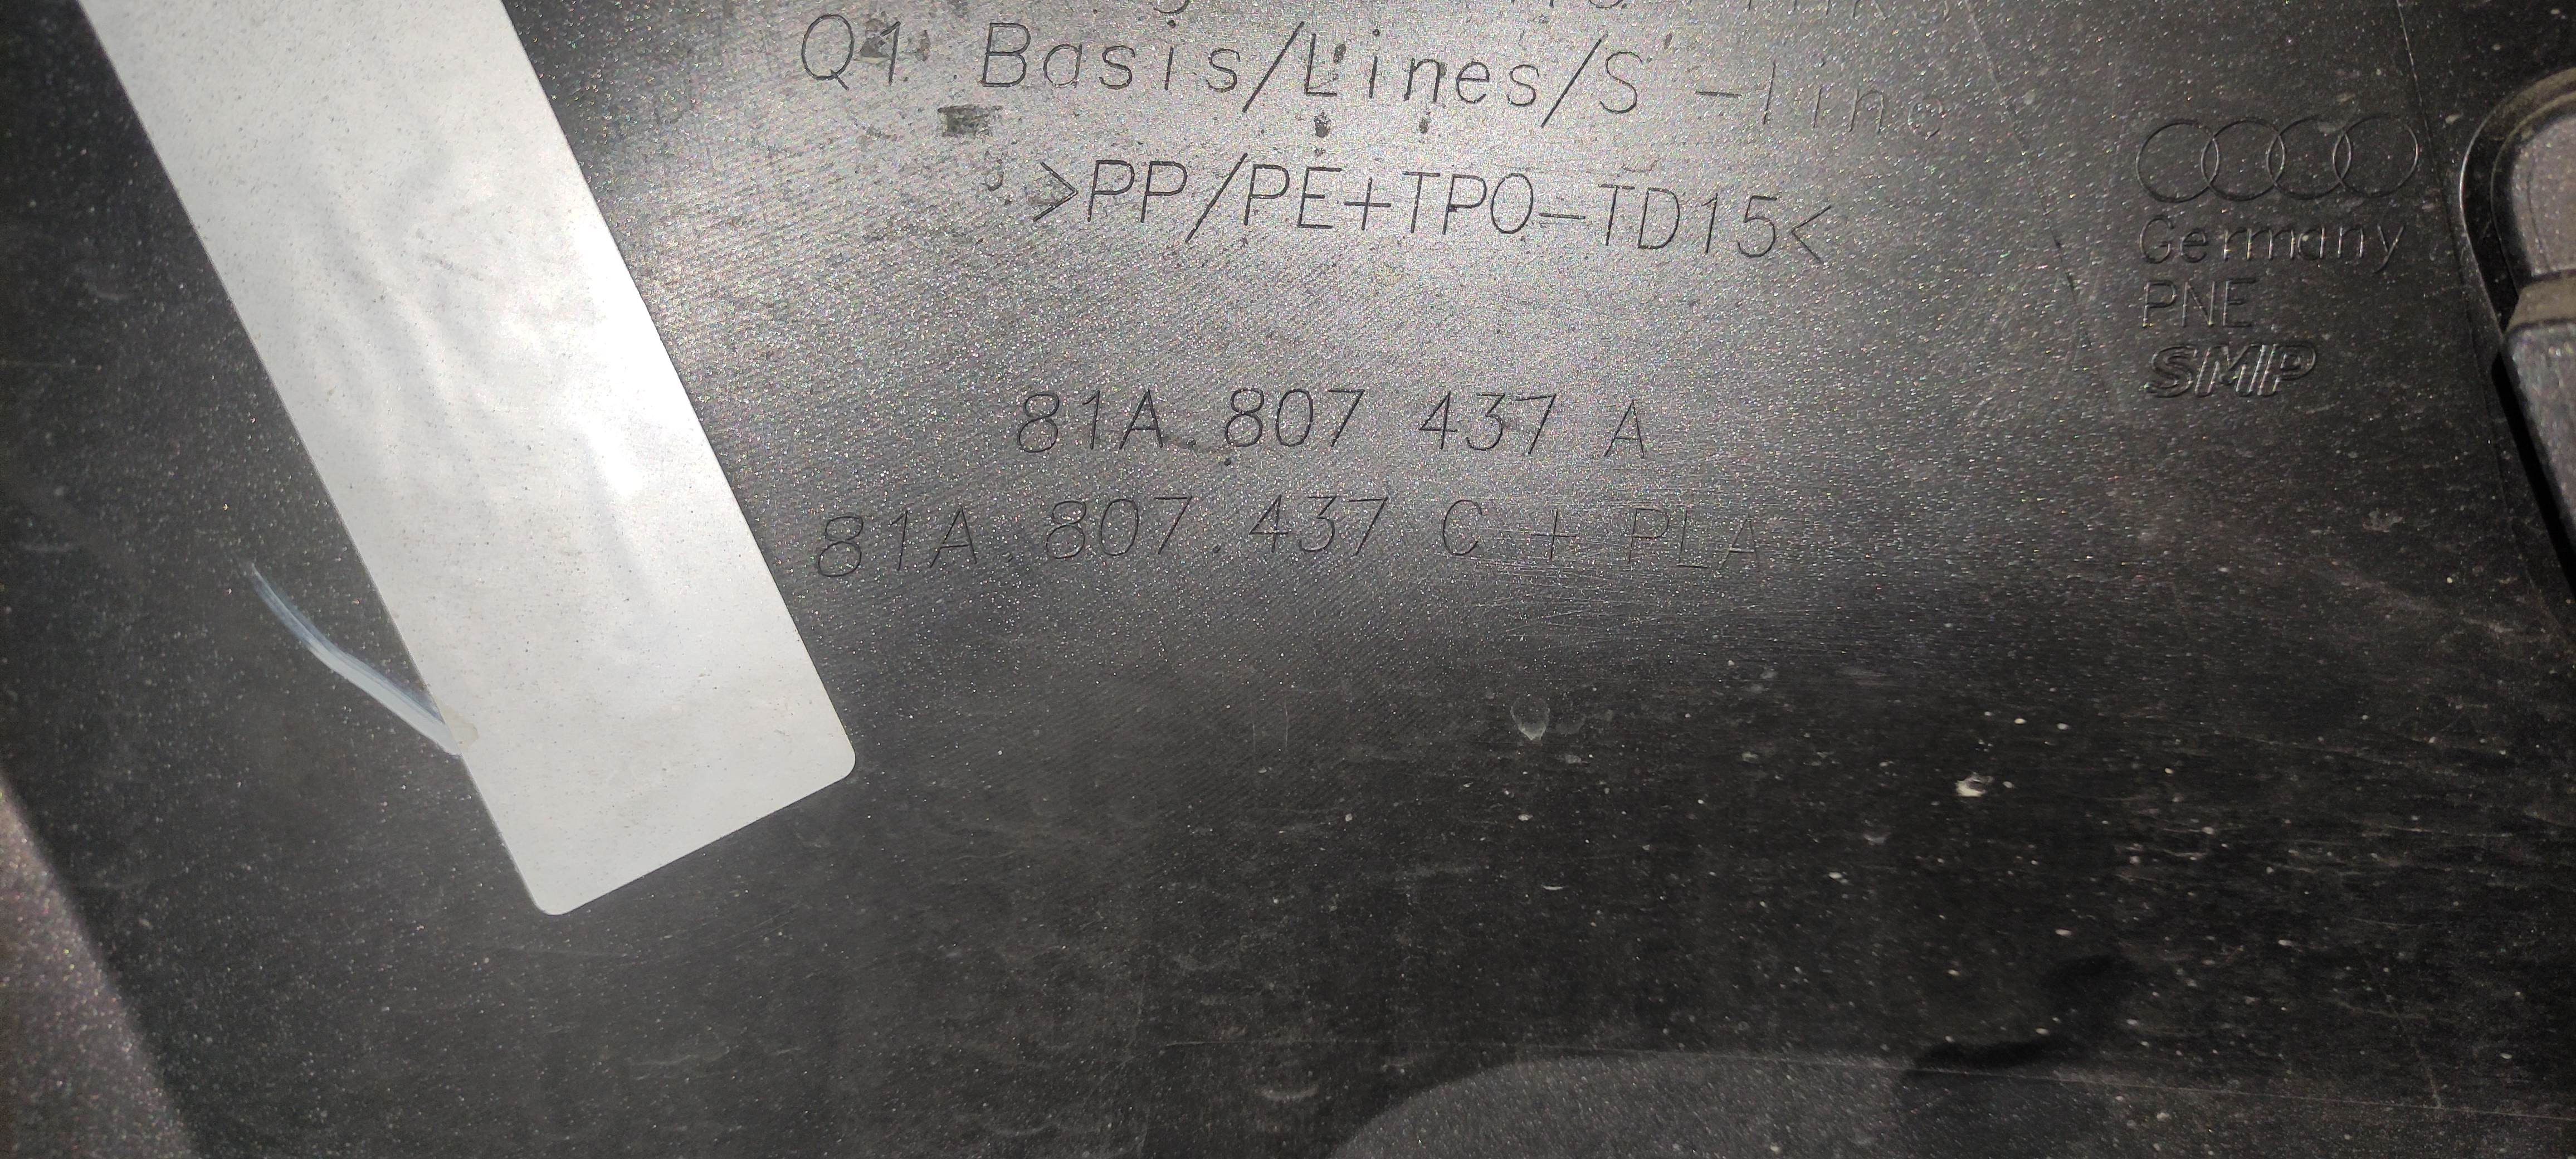 Q1 Basis/Lines/S -line
>PP/PE+TPO-TD15<
81A 807 437 A
81A 807 437 C + PLA
Germany
PNE
SMP